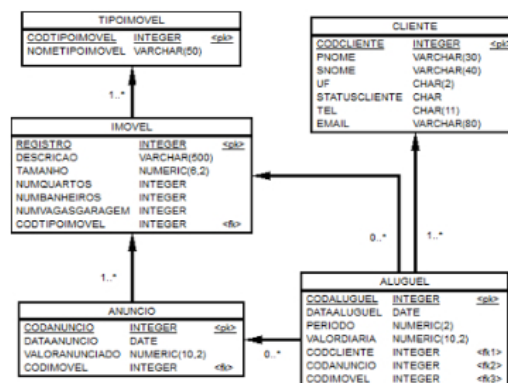 TIPOIMOVEL
CODTIPOIMOVEL INTEGER <pk>
NOMETIPOIMOVEL VARCHAR(50)
CLIENTE
CODCLIENTE INTEGER <pk>
PNOME VARCHAR(30)
SNOME VARCHAR(40)
UF CHAR(2)
STATUSCLIENTE CHAR
TEL CHAR(11)
EMAIL VARCHAR(80)
1..*
IMOVEL
REGISTRO INTEGER <pk>
DESCRICAO VARCHAR(500)
TAMANHO NUMERIC(6,2)
NUMQUARTOS INTEGER
NUMBANHEIROS INTEGER
NUMVAGASGARAGEM INTEGER
CODTIPOIMOVEL INTEGER <fk>
0..*
1..*
1..*
ALUGUEL
CODALUGUEL INTEGER <pk>
DATAALUGUEL DATE
PERIODO NUMERIC(2)
VALORDIARIA NUMERIC(10,2)
CODCLIENTE INTEGER <fk1>
CODANUNCIO INTEGER <fk2>
CODIMOVEL INTEGER <fk3>
ANUNCIO
CODANUNCIO INTEGER <pk>
DATAANUNCIO DATE
VALORANUNCIADO NUMERIC(10,2)
CODIMOVEL INTEGER <fk>
0..*